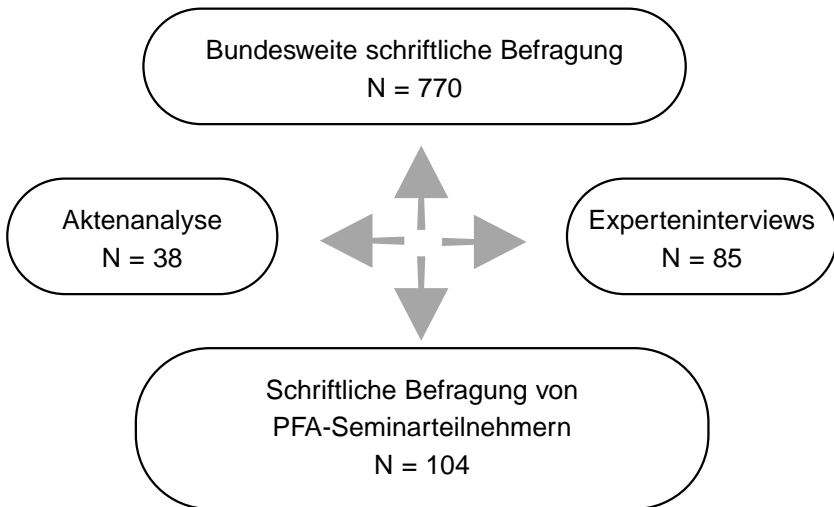 Bundesweite schriftliche Befragung
N = 770
Aktenanalyse
N = 38
Experteninterviews
N = 85
Schriftliche Befragung von
PFA-Seminarteilnehmern
N = 104